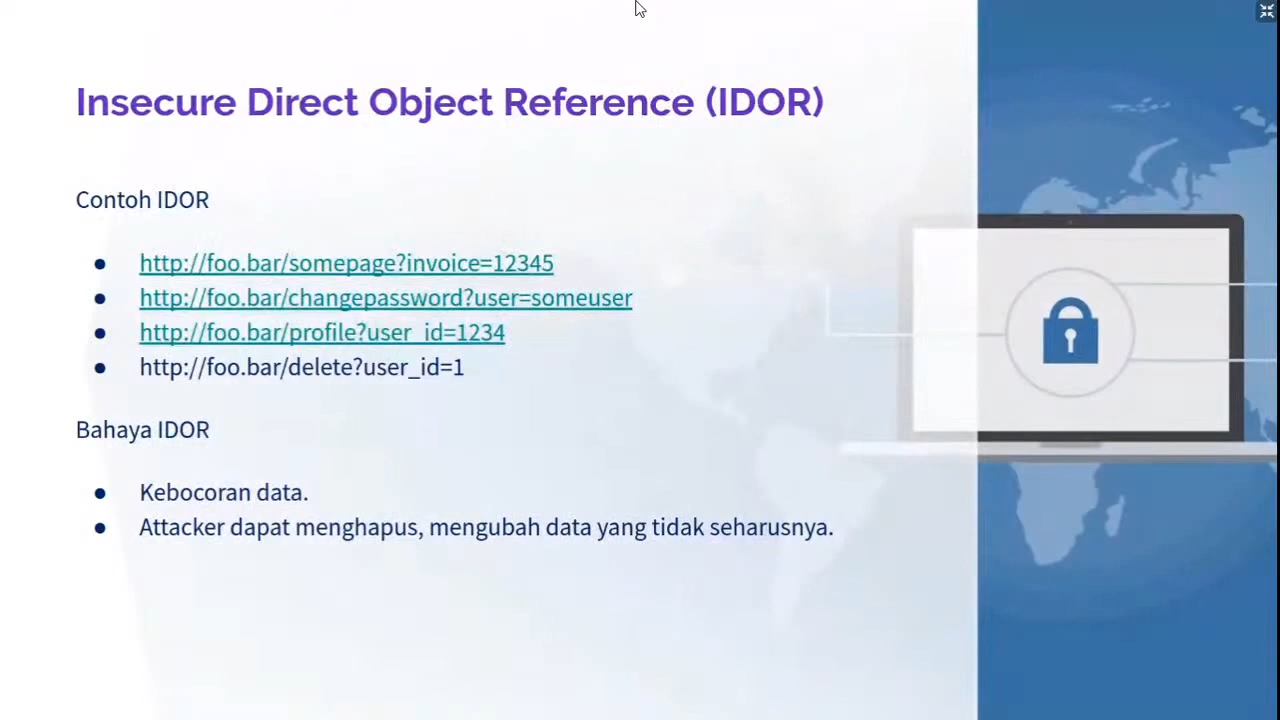 Insecure Direct Object Reference (IDOR)
Contoh IDOR
● http://foo.bar/somepage?invoice=12345
● http://foo.bar/changepassword?user=someuser
● http://foo.bar/profile?user_id=1234
● http://foo.bar/delete?user_id=1
Bahaya IDOR
● Kebocoran data.
● Attacker dapat menghapus, mengubah data yang tidak seharusnya.